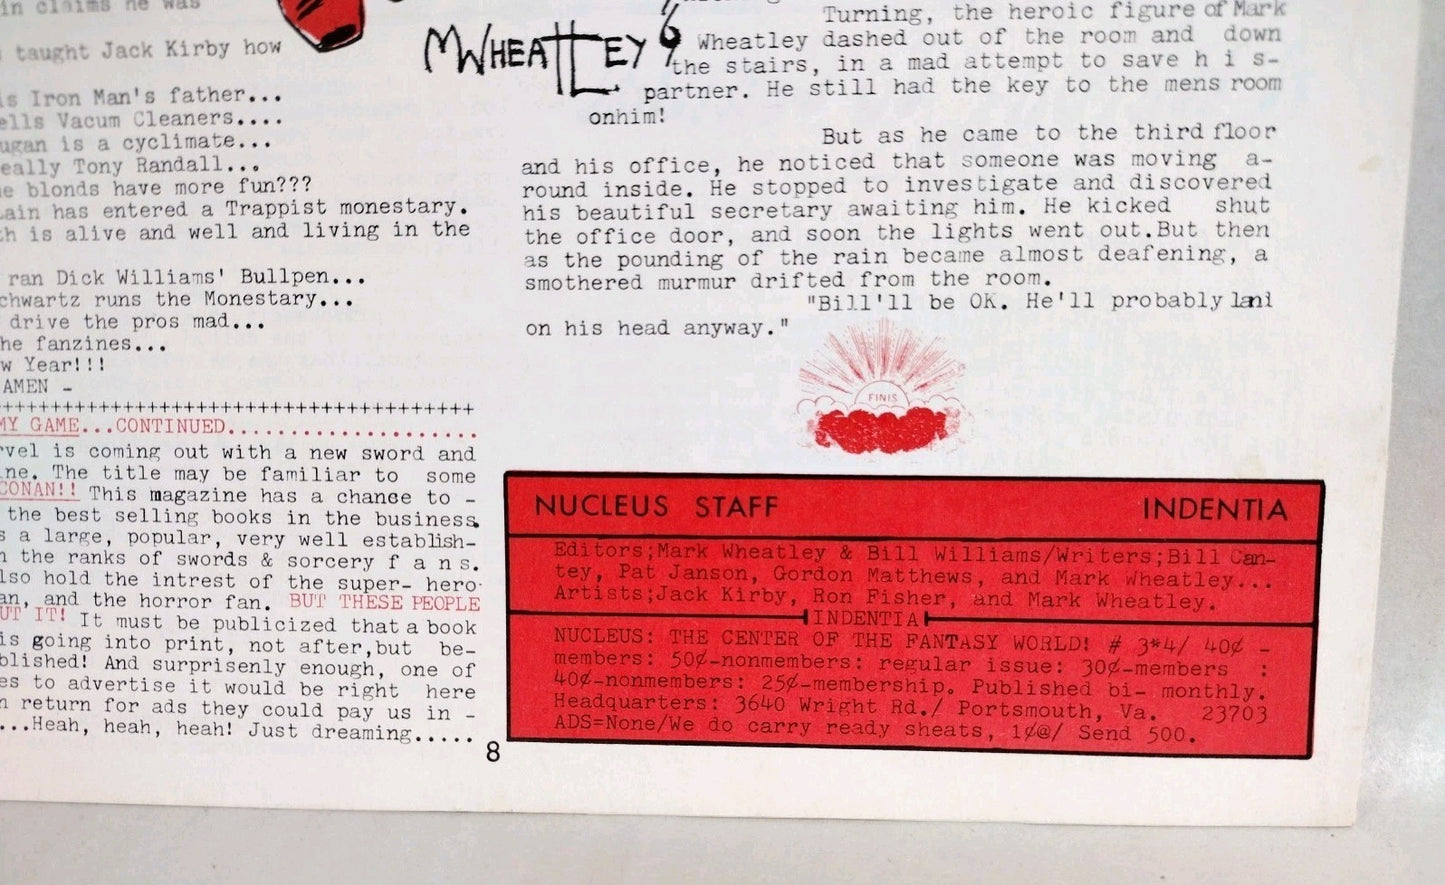 in claims he was
taught Jack Kirby how
is Iron Man's father...
ells Vacum Cleaners....
ugan is a cyclimate...
eally Tony Randall...
e blonds have more fun???
tain has entered a Trappist monestary.
th is alive and well and living in the
ran Dick Williams' Bullpen...
chwartz runs the Monestary...
drive the pros mad...
he fanzines...
w Year!!!
AMEN -
++++++++++++++++++++++++++++++++++++++
MY GAME...CONTINUED.....................
rvel is coming out with a new sword and
ne. The title may be familiar to some
CONAN!! This magazine has a chance to -
the best selling books in the business.
s a large, popular, very well establish-
n the ranks of swords & sorcery f a n s.
lso hold the intrest of the super- hero-
an, and the horror fan. BUT THESE PEOPLE
UT IT! It must be publicized that a book
is going into print, not after,but be-
blished! And surprisenly enough, one of
es to advertise it would be right here
n return for ads they could pay us in -
...Heah, heah, heah! Just dreaming.....
MWHEATLEY 69
Turning, the heroic figure of Mark
Wheatley dashed out of the room and down
the stairs, in a mad attempt to save h i s-
partner. He still had the key to the mens room
onhim!
But as he came to the third floor
and his office, he noticed that someone was moving a-
round inside. He stopped to investigate and discovered
his beautiful secretary awaiting him. He kicked shut
the office door, and soon the lights went out.But then
as the pounding of the rain became almost deafening, a
smothered murmur drifted from the room.
"Bill'll be OK. He'll probably
on his head anyway."
FINIS
NUCLEUS STAFF INDENTIA
Editors;Mark Wheatley & Bill Williams/Writers;Bill Can-
tey, Pat Janson, Gordon Matthews, and Mark Wheatley...
Artists;Jack Kirby, Ron Fisher, and Mark Wheatley.
INDENTIA
NUCLEUS: THE CENTER OF THE FANTASY WORLD! # 3*4/ 40¢ -
members: 50¢-nonmembers: regular issue: 30¢-members :
40¢-nonmembers: 25¢-membership. Published bi- monthly.
Headquarters: 3640 Wright Rd./ Portsmouth, Va. 23703
ADS=None/We do carry ready sheats, 1¢@/ Send 500.
8